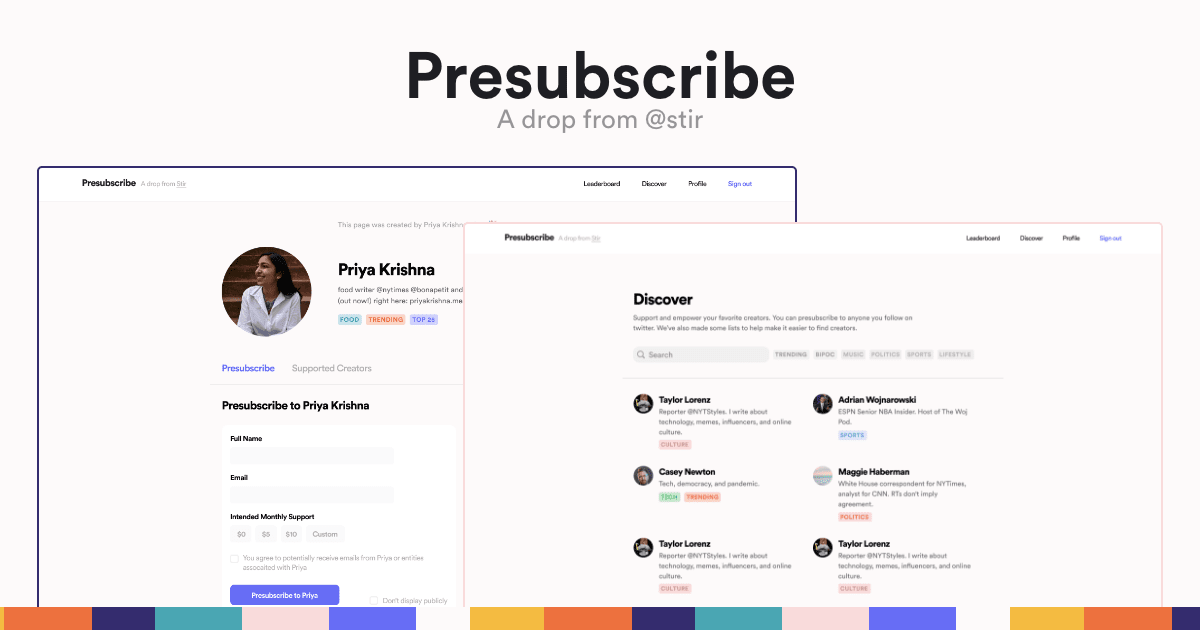 Presubscribe
A drop from @stir
Presubscribe A drop from Stir
Leaderboard Discover Profile Sign out
This page was created by Priya Krishn
Priya Krishna
food writer @nytimes @bonapetit and
(out now!) right here: priyakrishna.me
FOOD TRENDING TOP 25
Presubscribe Supported Creators
Presubscribe to Priya Krishna
Full Name
Email
Intended Monthly Support
$0 $5 $10 Custom
You agree to potentially receive emails from Priya or entities
assocaited with Priya.
Presubscribe to Priya
Don't display publicly
Presubscribe A drop from Stir
Leaderboard Discover Profile Sign out
Discover
Support and empower your favorite creators. You can presubscribe to anyone you follow on
twitter. We've also made some lists to help make it easier to find creators.
Search
TRENDING BIPOC MUSIC POLITICS SPORTS LIFESTYLE
Taylor Lorenz
Reporter @NYTStyles. I write about
technology, memes, influencers, and online
culture.
CULTURE
Adrian Wojnarowski
ESPN Senior NBA Insider. Host of The Woj
Pod.
SPORTS
Casey Newton
Tech, democracy, and pandemic.
TECH TRENDING
Maggie Haberman
White House correspondent for NYTimes,
analyst for CNN. RTs don't imply
agreement.
POLITICS
Taylor Lorenz
Reporter @NYTStyles. I write about
technology, memes, influencers, and online
culture.
CULTURE
Taylor Lorenz
Reporter @NYTStyles. I write about
technology, memes, influencers, and online
culture.
CULTURE